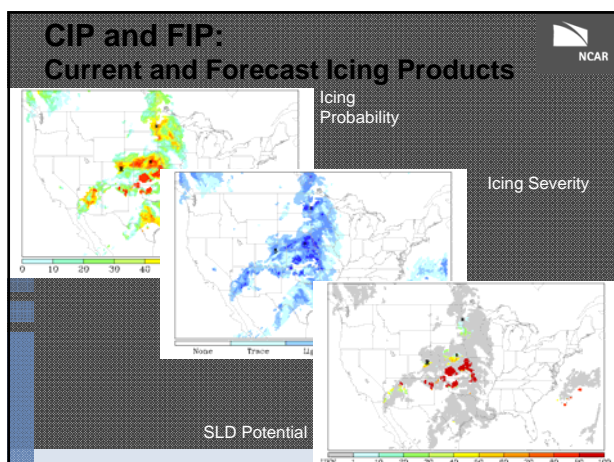 CIP and FIP:
Current and Forecast Icing Products
NCAR
Icing
Probability
Icing Severity
0 10 20 30 40
None Trace
SLD Potential